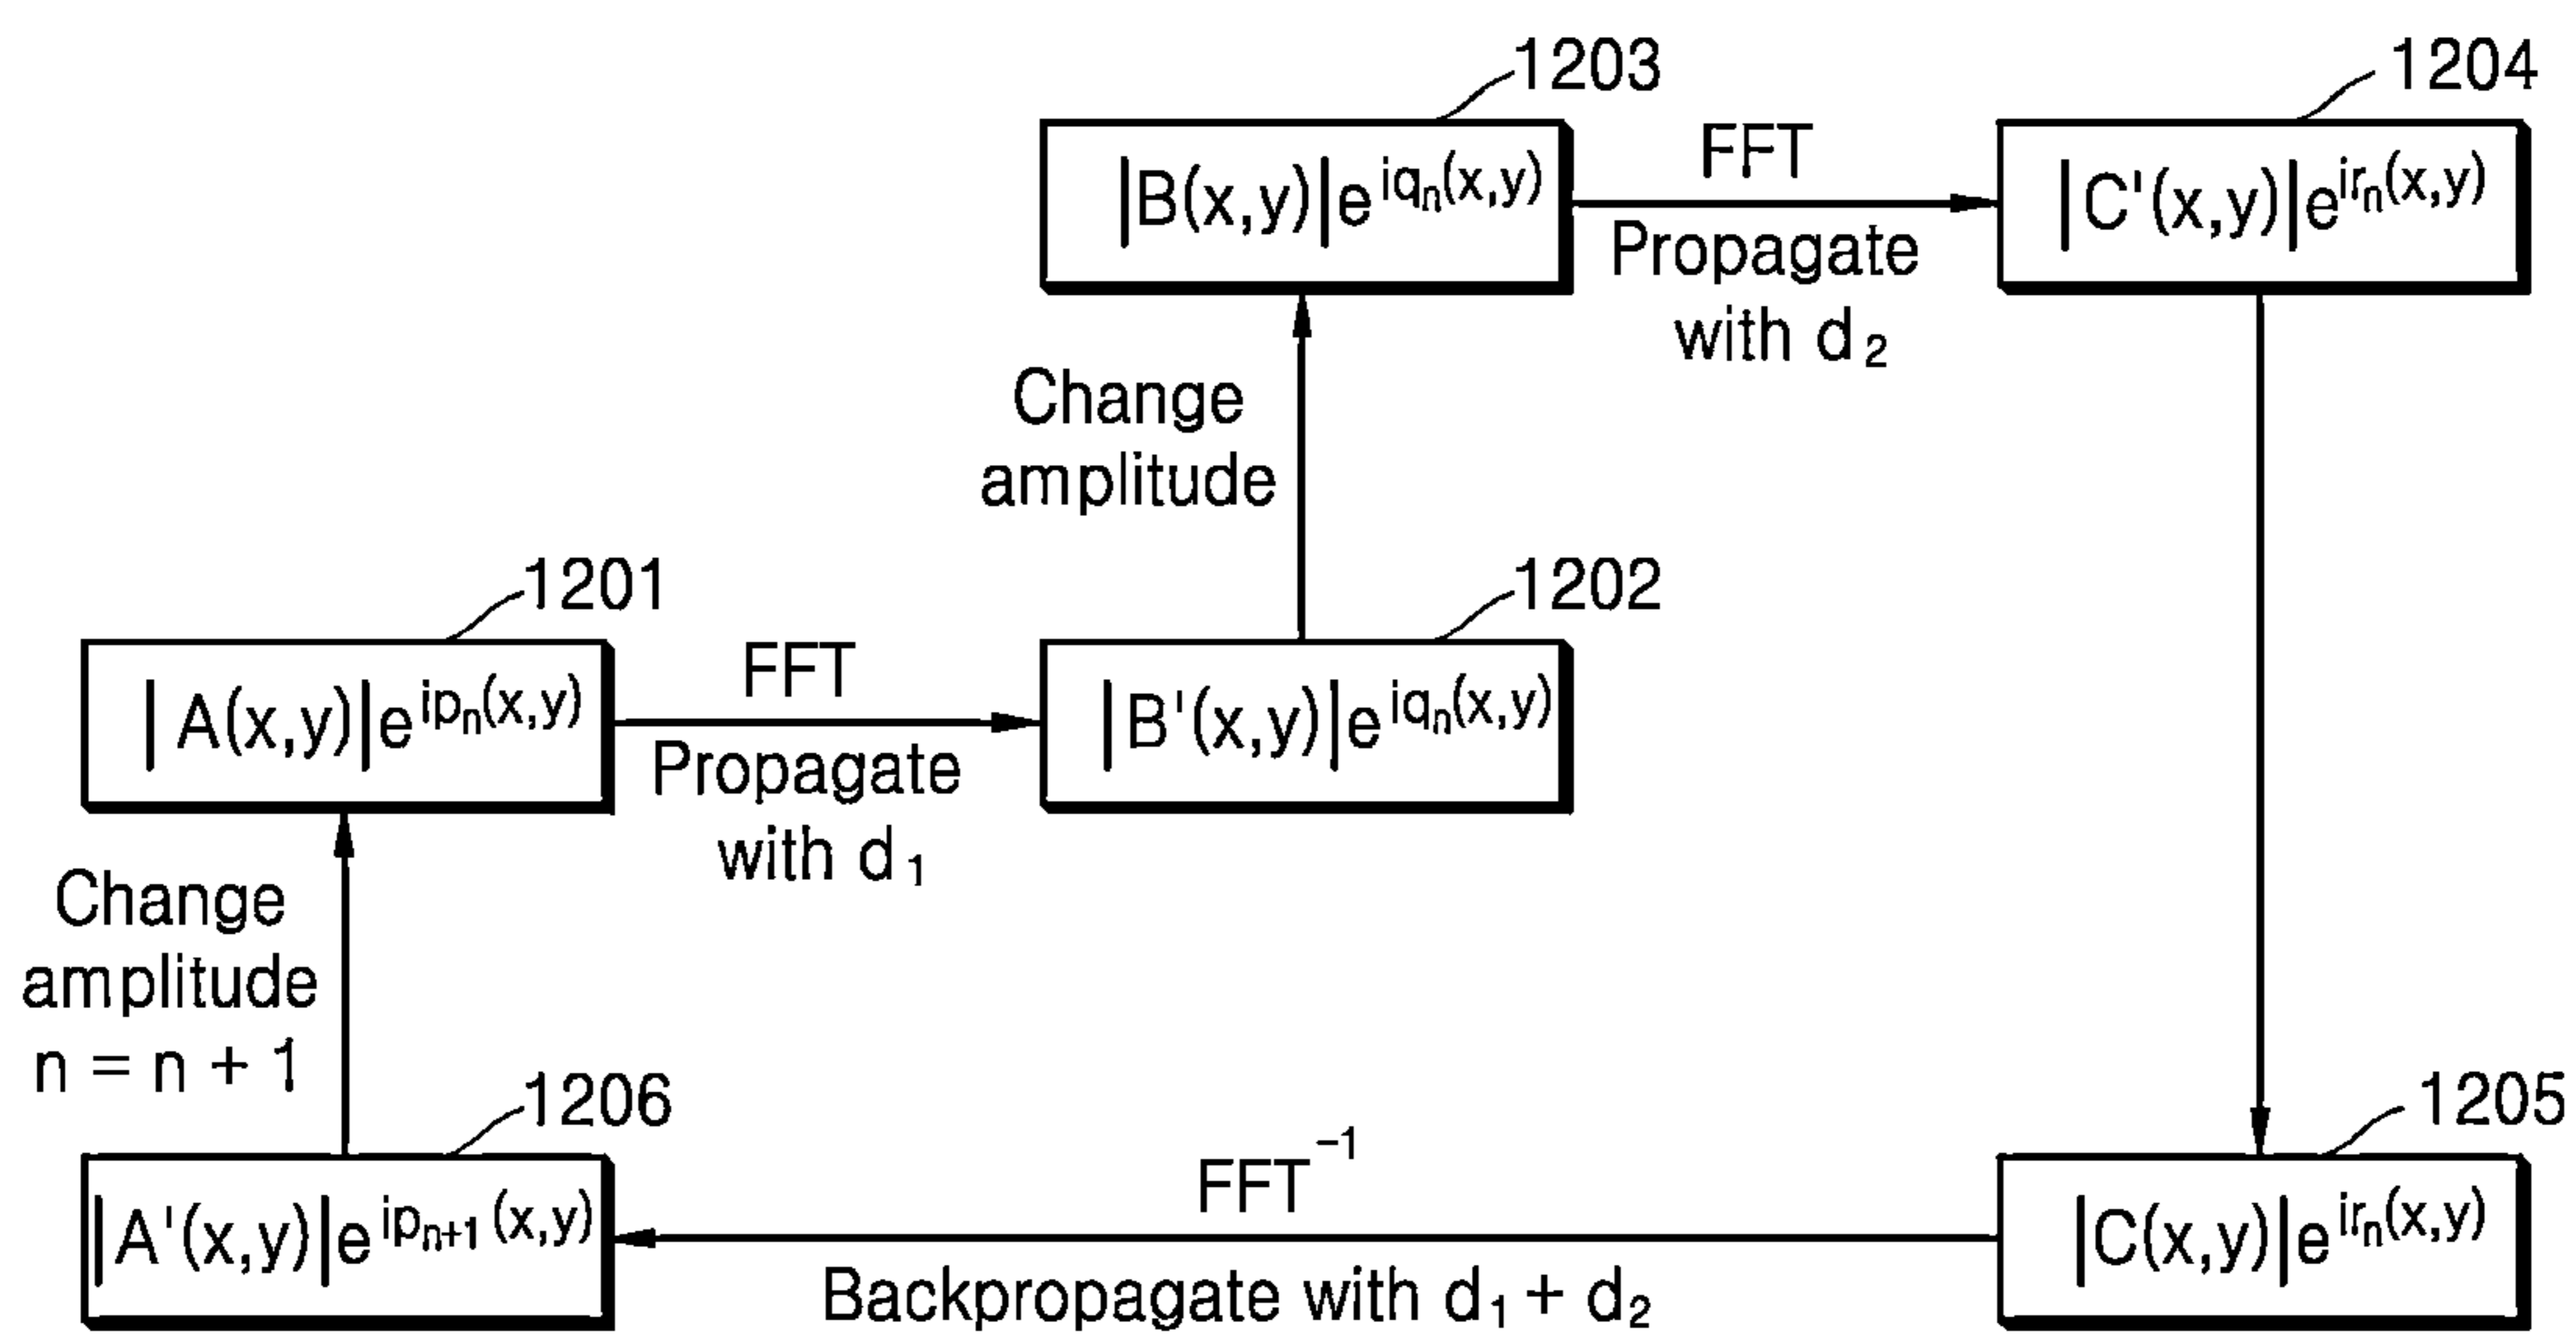 1203
1204
|B(x,y)|e^{iq_n(x,y)}
FFT
Propagate
with d₂
|C'(x,y)|e^{ir_n(x,y)}
Change
amplitude
1201
1202
|A(x,y)|e^{ip_n(x,y)}
FFT
Propagate
with d₁
|B'(x,y)|e^{iq_n(x,y)}
Change
amplitude
n = n + 1
1206
1205
|A'(x,y)|e^{ip_{n+1}(x,y)}
FFT⁻¹
Backpropagate with d₁ + d₂
|C(x,y)|e^{ir_n(x,y)}